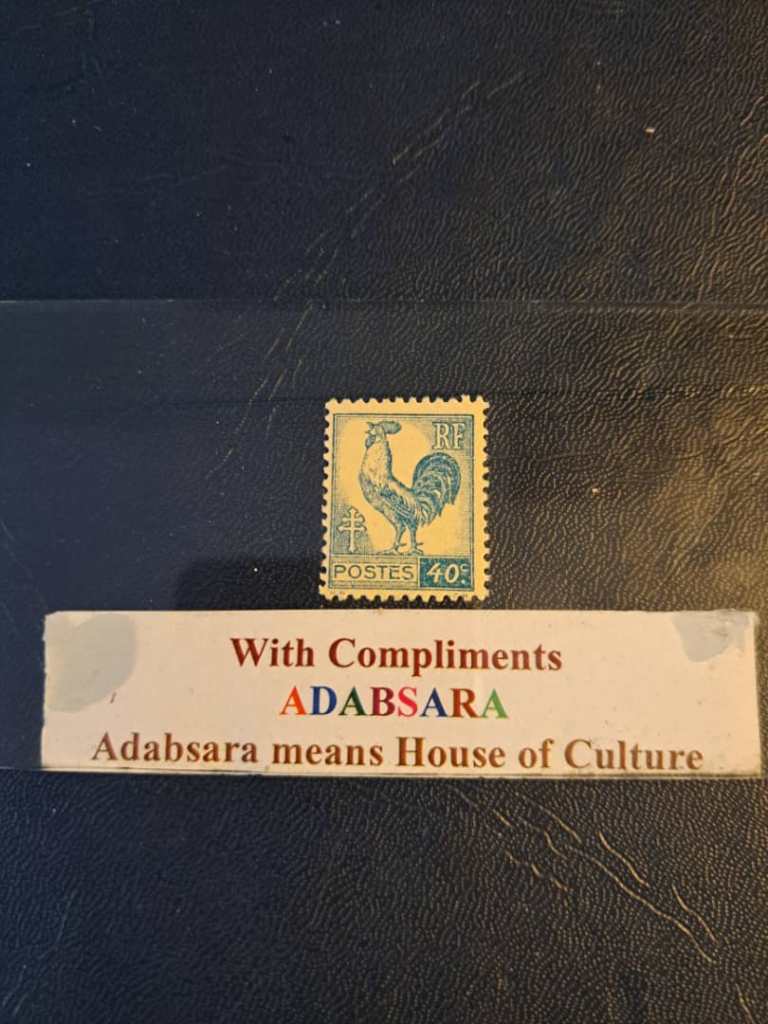 RF
POSTES 40c.
With Compliments
ADABSARA
Adabsara means House of Culture